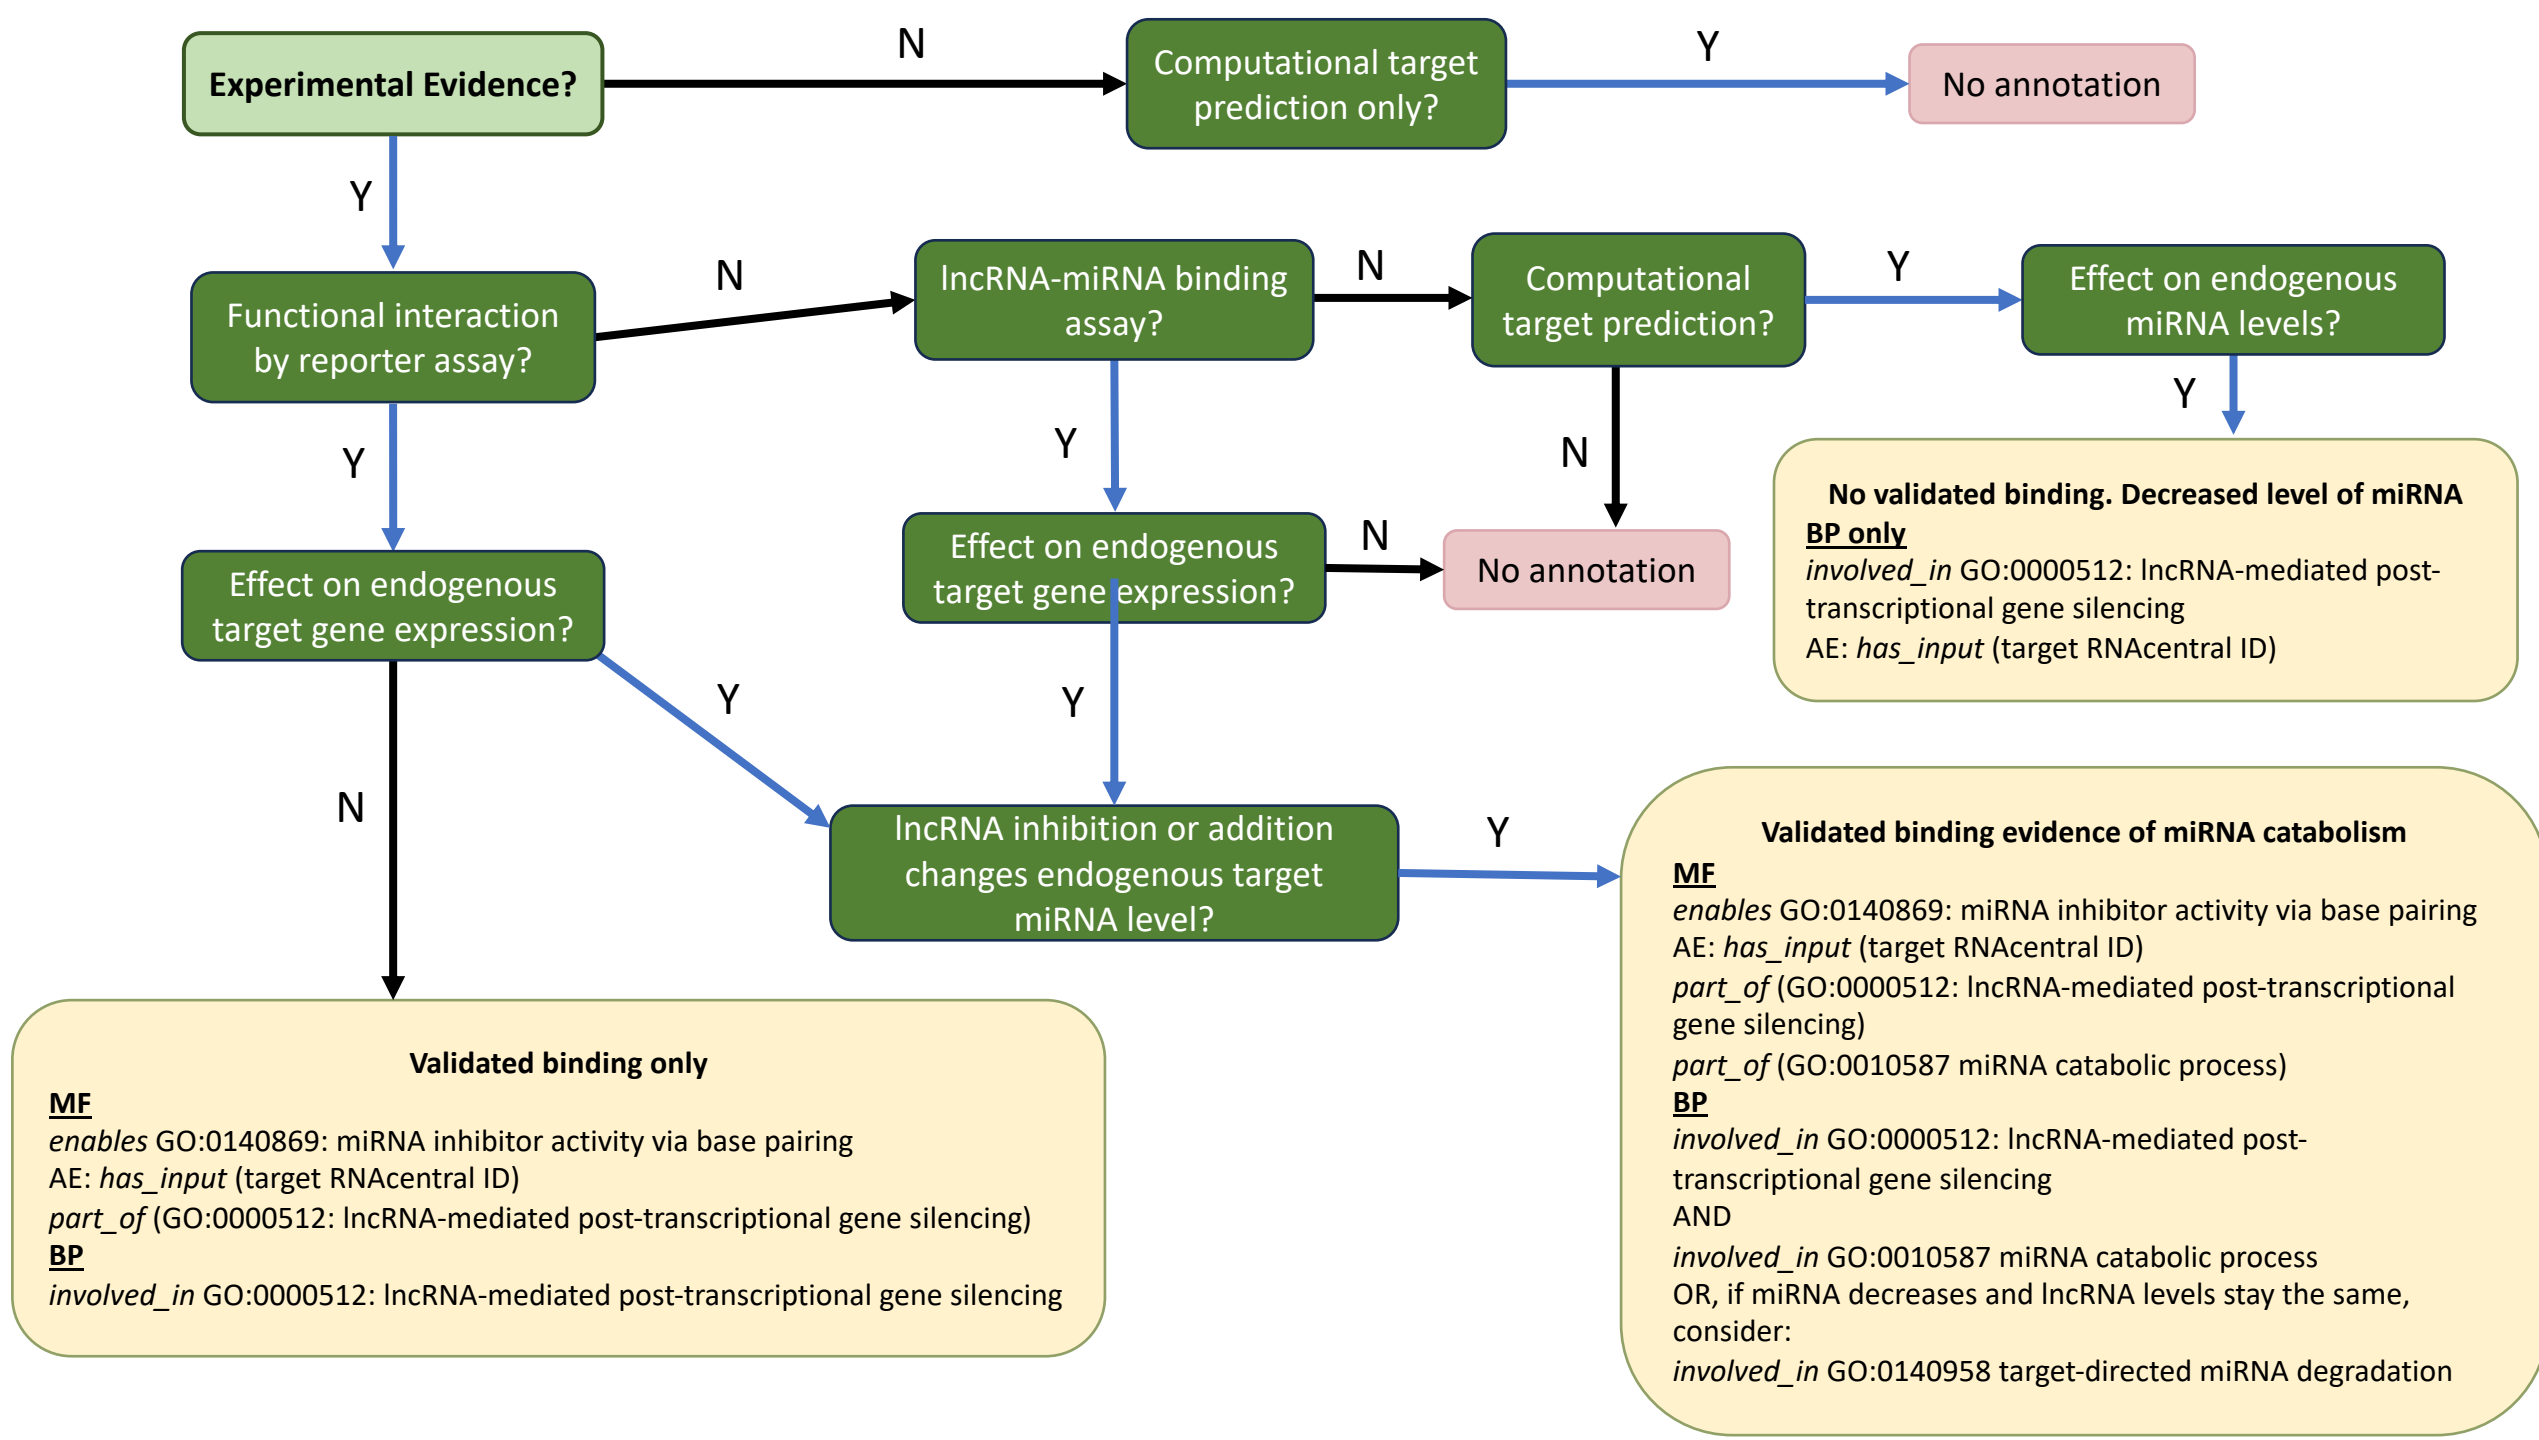 Experimental Evidence?
N
Computational target
prediction only?
Y
No annotation
Y
Functional interaction
by reporter assay?
N
lncRNA-miRNA binding
assay?
N
Computational
target prediction?
Y
Effect on endogenous
miRNA levels?
Y
Y
N
Y
No validated binding. Decreased level of miRNA
BP only
involved_in GO:0000512: lncRNA-mediated post-
transcriptional gene silencing
AE: has_input (target RNAcentral ID)
Effect on endogenous
target gene expression?
Effect on endogenous
target gene expression?
N
No annotation
Y
Y
N
lncRNA inhibition or addition
changes endogenous target
miRNA level?
Y
Validated binding only
MF
enables GO:0140869: miRNA inhibitor activity via base pairing
AE: has_input (target RNAcentral ID)
part_of (GO:0000512: lncRNA-mediated post-transcriptional gene silencing)
BP
involved_in GO:0000512: lncRNA-mediated post-transcriptional gene silencing
Validated binding evidence of miRNA catabolism
MF
enables GO:0140869: miRNA inhibitor activity via base pairing
AE: has_input (target RNAcentral ID)
part_of (GO:0000512: lncRNA-mediated post-transcriptional
gene silencing)
part_of (GO:0010587 miRNA catabolic process)
BP
involved_in GO:0000512: lncRNA-mediated post-
transcriptional gene silencing
AND
involved_in GO:0010587 miRNA catabolic process
OR, if miRNA decreases and lncRNA levels stay the same,
consider:
involved_in GO:0140958 target-directed miRNA degradation